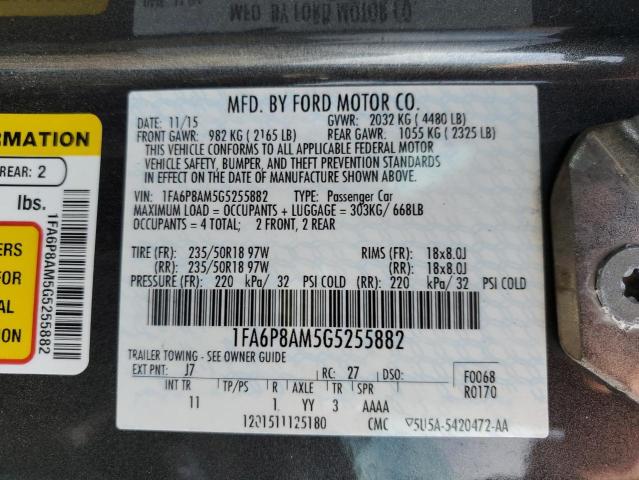 MFD. BY FORD MOTOR CO.
DATE: 11/15 GVWR: 2032 KG ( 4480 LB)
FRONT GAWR: 982 KG ( 2165 LB) REAR GAWR: 1055 KG ( 2325 LB)
THIS VEHICLE CONFORMS TO ALL APPLICABLE FEDERAL MOTOR
VEHICLE SAFETY, BUMPER, AND THEFT PREVENTION STANDARDS
IN EFFECT ON THE DATE OF MANUFACTURE SHOWN ABOVE.
VIN: 1FA6P8AM5G5255882 TYPE: Passenger Car
MAXIMUM LOAD = OCCUPANTS + LUGGAGE = 303KG/ 668LB
OCCUPANTS = 4 TOTAL; 2 FRONT, 2 REAR
TIRE (FR): 235/50R18 97W RIMS (FR): 18x8.0J
(RR): 235/50R18 97W (RR): 18x8.0J
PRESSURE (FR): 220 kPa/ 32 PSI COLD (RR): 220 kPa/ 32 PSI COLD
1FA6P8AM5G5255882
TRAILER TOWING - SEE OWNER GUIDE
EXT PNT: J7 RC: 27 F0068
INT TR TP/PS R AXLE TR SPR R0170
11 1 YY 3 AAAA
1201511125180 CMC ▽5U5A-5420472-AA
ORMATION
REAR: 2
lbs.
1FA6P8AM5G5255882
ERS
FOR
AL
ON
MFD. BY FORD MOTOR CO.